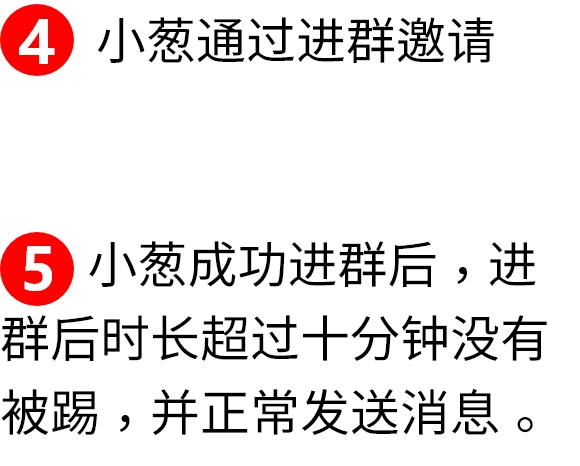 4 小葱通过进群邀请
5 小葱成功进群后，进
群后时长超过十分钟没有
被踢，并正常发送消息。